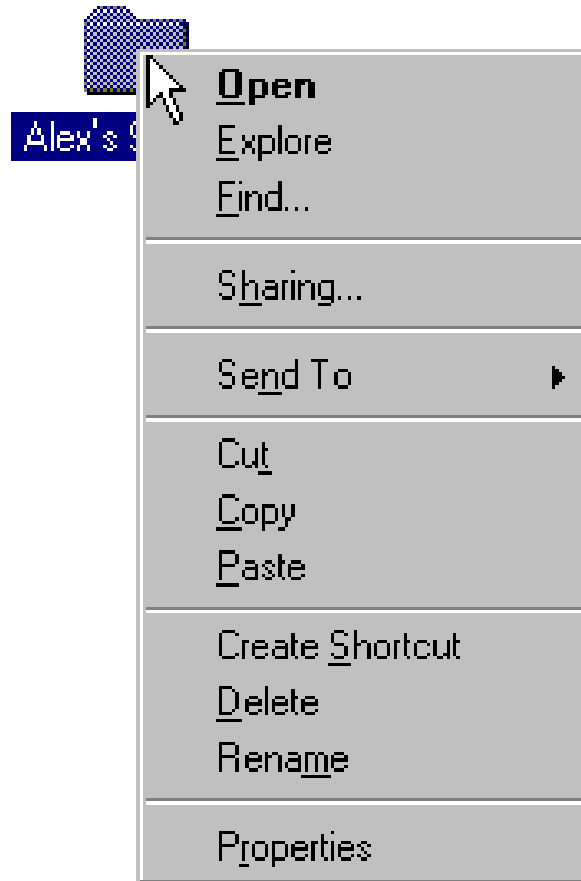 Alex's
Open
Explore
Find...
Sharing...
Send To
Cut
Copy
Paste
Create Shortcut
Delete
Rename
Properties